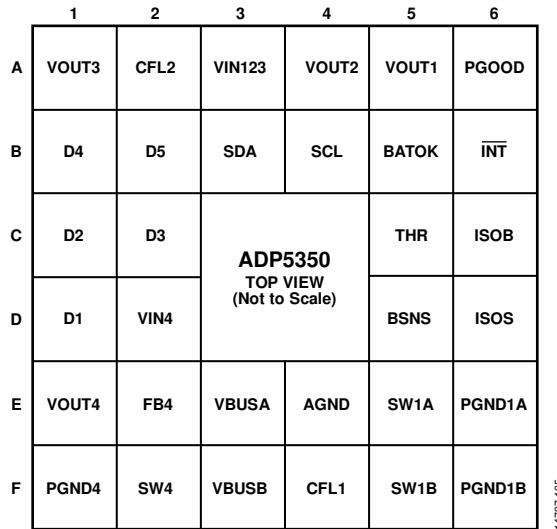 1 2 3 4 5 6
A VOUT3 CFL2 VIN123 VOUT2 VOUT1 PGOOD
B D4 D5 SDA SCL BATOK INT
C D2 D3 THR ISOB
ADP5350
TOP VIEW
(Not to Scale)
D D1 VIN4 BSNS ISOS
E VOUT4 FB4 VBUSA AGND SW1A PGND1A
F PGND4 SW4 VBUSB CFL1 SW1B PGND1B